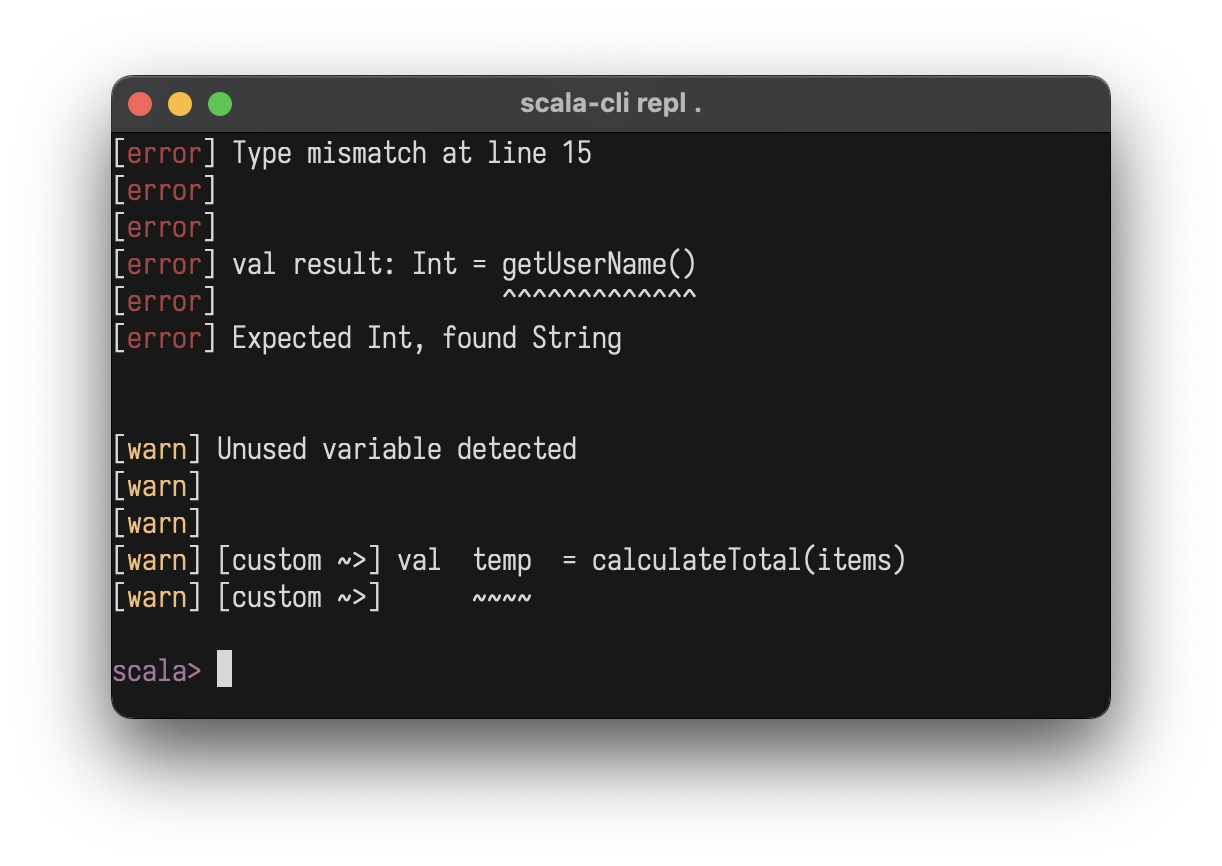 scala-cli repl .
[error] Type mismatch at line 15
[error]
[error]
[error] val result: Int = getUserName()
[error]                   ^^^^^^^^^^^^^
[error] Expected Int, found String
[warn] Unused variable detected
[warn]
[warn]
[warn] [custom ~>] val  temp  = calculateTotal(items)
[warn] [custom ~>]      ~~~~
scala>